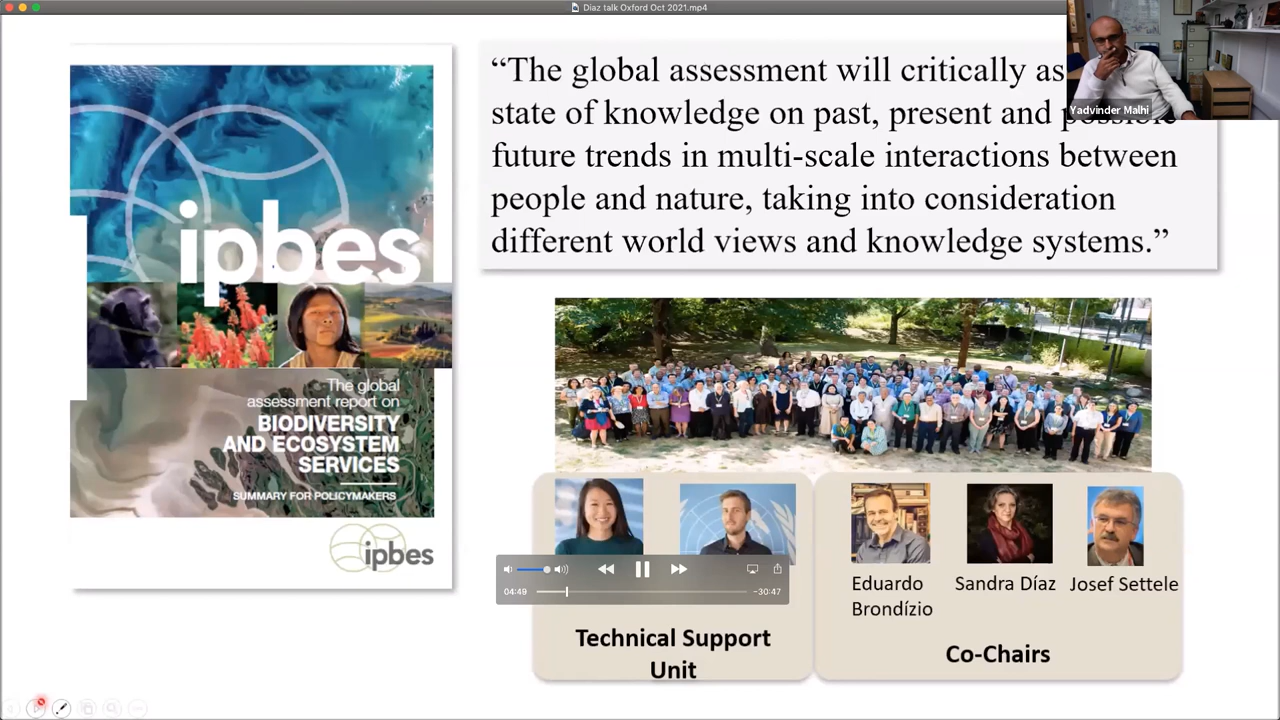 Diaz talk Oxford Oct 2021.mp4
Yadvinder Malhi
“The global assessment will critically as
state of knowledge on past, present and possible
future trends in multi-scale interactions between
people and nature, taking into consideration
different world views and knowledge systems.”
ipbes
The global
assessment report on
BIODIVERSITY
AND ECOSYSTEM
SERVICES
SUMMARY FOR POLICYMAKERS
ipbes
04:49
-30:47
Technical Support
Unit
Eduardo
Brondízio
Sandra Díaz
Josef Settele
Co-Chairs